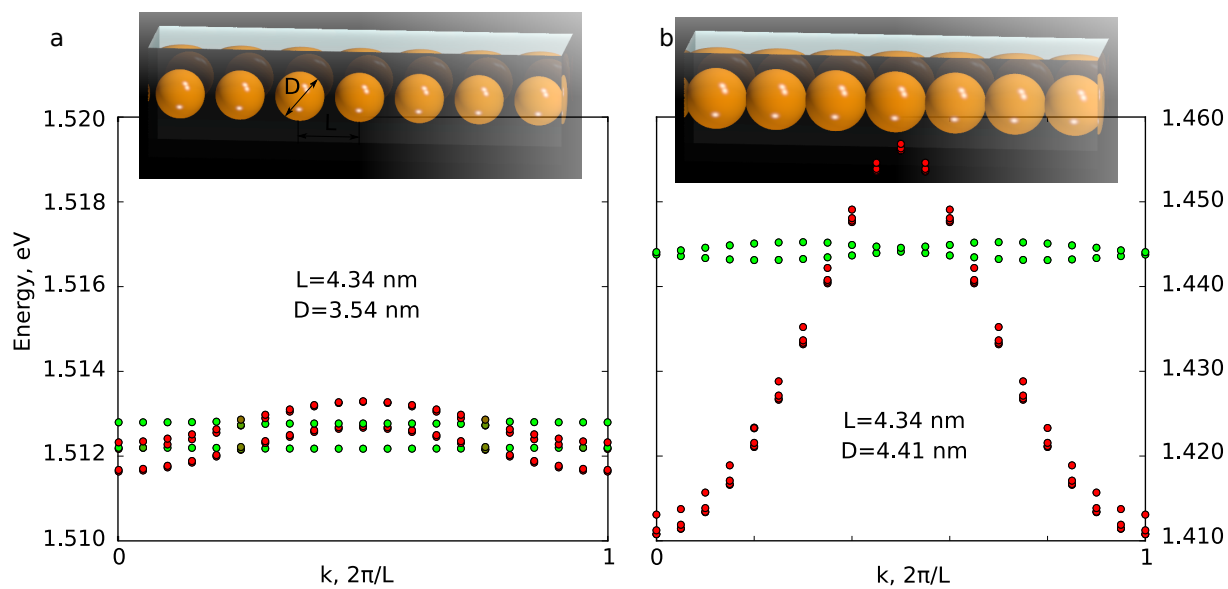 a
D
L
1.520
1.518
1.516
1.514
1.512
1.510
Energy, eV
L=4.34 nm
D=3.54 nm
0
1
k, 2π/L
b
1.460
1.450
1.440
1.430
1.420
1.410
L=4.34 nm
D=4.41 nm
0
1
k, 2π/L